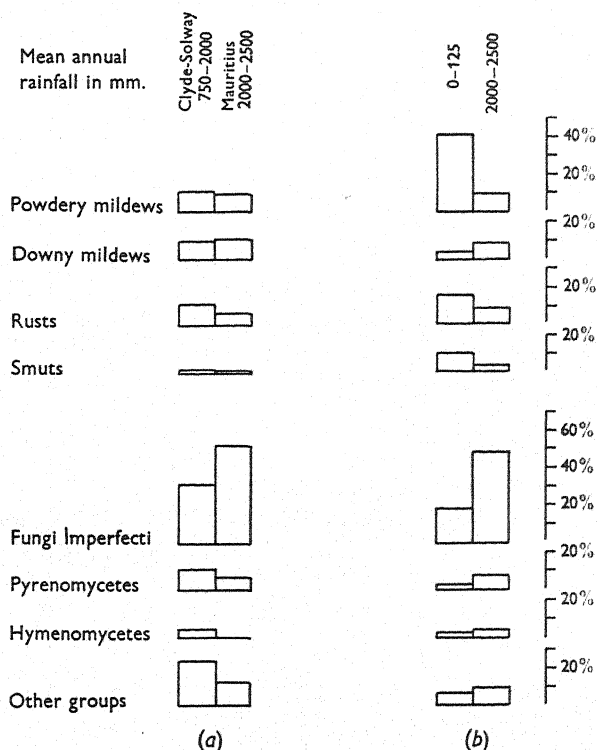 Mean annual
rainfall in mm.
Clyde-Solway
750–2000
Mauritius
2000–2500
0–125
2000–2500
Powdery mildews
40%
20%
Downy mildews
20%
Rusts
20%
Smuts
20%
Fungi Imperfecti
60%
40%
20%
Pyrenomycetes
20%
Hymenomycetes
20%
Other groups
20%
(a)
(b)